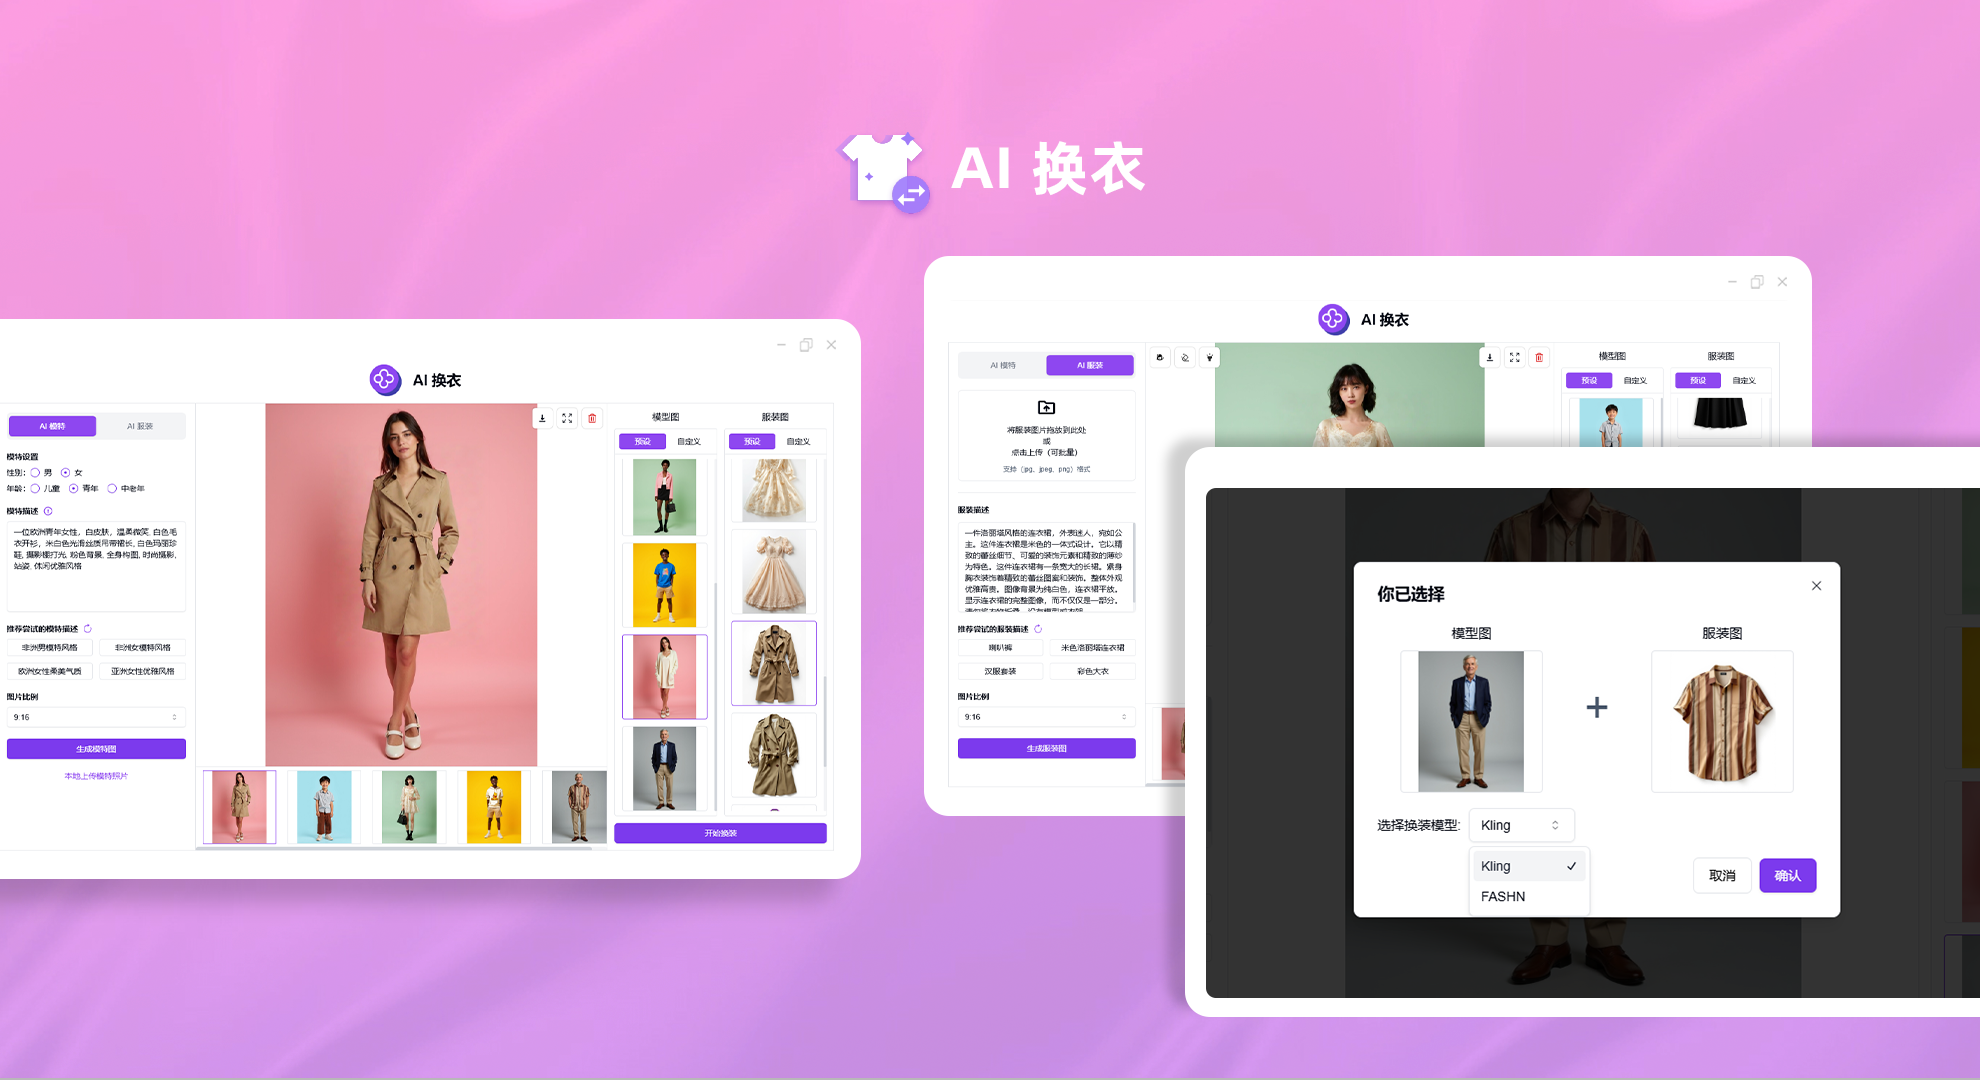 AI 换衣
AI 换衣
AI 模特
AI 服装
模特设置
性别: 男 女
年龄: 儿童 青年 中老年
模特描述
一位欧洲青年女性，白皮肤，温柔微笑, 白色毛
衣开衫，米白色光滑丝质吊带裙长, 白色玛丽珍
鞋, 摄影棚打光, 粉色背景, 全身构图, 时尚摄影,
站姿, 休闲优雅风格
推荐尝试的模特描述
非洲男模特风格
非洲女模特风格
欧洲女性柔美气质
亚洲女性优雅风格
图片比例
9:16
生成模特图
本地上传模特照片
模型图
服装图
预设
自定义
预设
自定义
开始换装
AI 换衣
AI 模特
AI 服装
将服装图片拖放到此处
或
点击上传（可批量）
支持（jpg、jpeg、png）格式
服装描述
一件洛丽塔风格的连衣裙，外表迷人，宛如公
主。这件连衣裙是米色的一体式设计。它以精
致的蕾丝细节、可爱的装饰元素和精致的薄纱
为特色。这件连衣裙有一条宽大的长裙。紧身
胸衣装饰着精致的蕾丝图案和装饰。整体外观
优雅高贵。图像背景为纯白色，连衣裙平放。
显示连衣裙的完整图像，而不仅仅是一部分。
推荐尝试的服装描述
喇叭裤
米色洛丽塔连衣裙
汉服套装
彩色大衣
图片比例
9:16
生成服装图
模型图
服装图
预设
自定义
预设
自定义
你已选择
模型图
服装图
选择换装模型:
Kling
Kling
FASHN
取消
确认